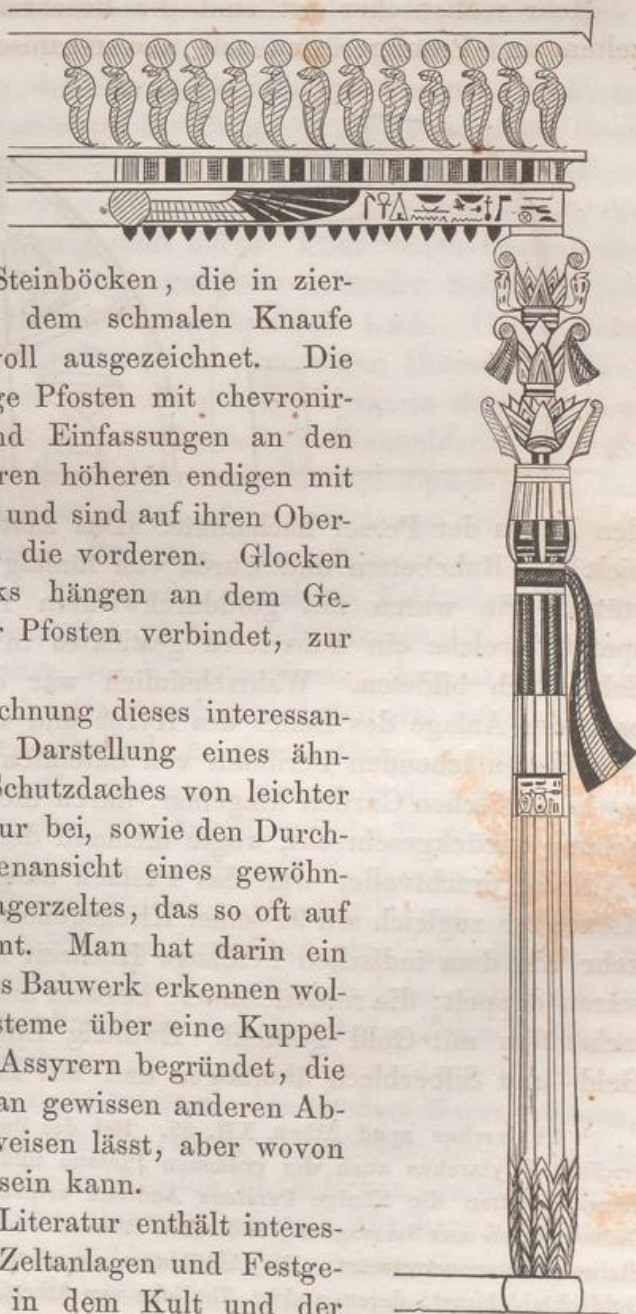 Steinböcken, die in zier-
dem schmalen Knaufe
voll ausgezeichnet. Die
ge Pfosten mit chevronir-
nd Einfassungen an den
ren höheren endigen mit
und sind auf ihren Ober-
die vorderen. Glocken
ks hängen an dem Ge-
r Pfosten verbindet, zur
chnung dieses interessan-
Darstellung eines ähn-
Schutzdaches von leichter
ur bei, sowie den Durch-
enansicht eines gewöhn-
agerzeltes, das so oft auf
mt. Man hat darin ein
s Bauwerk erkennen wol-
steme über eine Kuppel-
Assyrern begründet, die
an gewissen anderen Ab-
weisen lässt, aber wovon
sein kann.
Literatur enthält interes-
Zeltanlagen und Festge-
in dem Kult und der